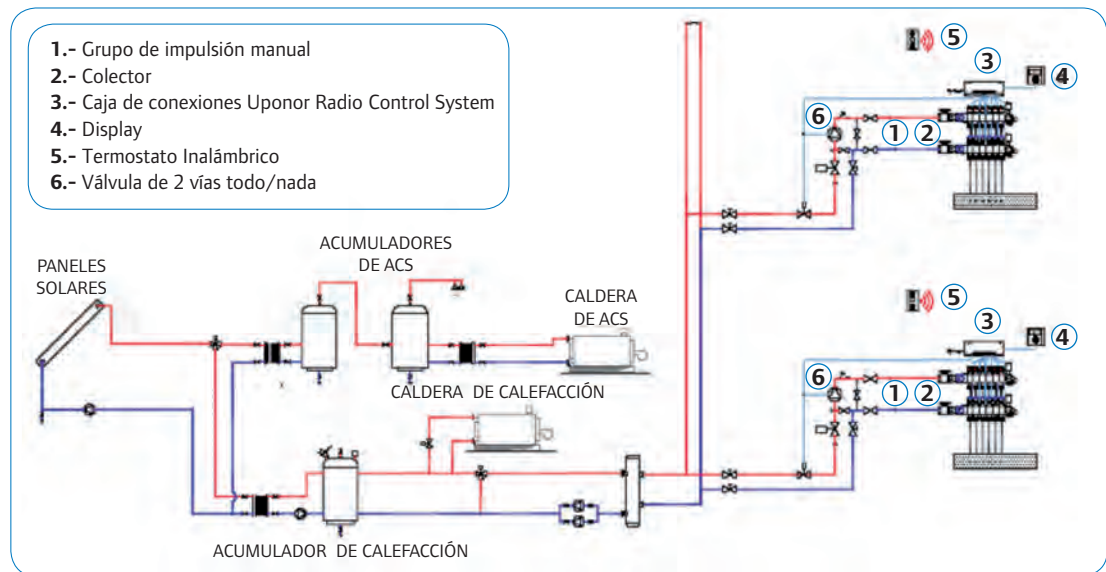 1.- Grupo de impulsión manual
2.- Colector
3.- Caja de conexiones Uponor Radio Control System
4.- Display
5.- Termostato Inalámbrico
6.- Válvula de 2 vías todo/nada
5
3
4
6
1 2
PANELES
SOLARES
ACUMULADORES
DE ACS
CALDERA
DE ACS
5
3
4
6
1 2
CALDERA DE CALEFACCIÓN
ACUMULADOR DE CALEFACCIÓN